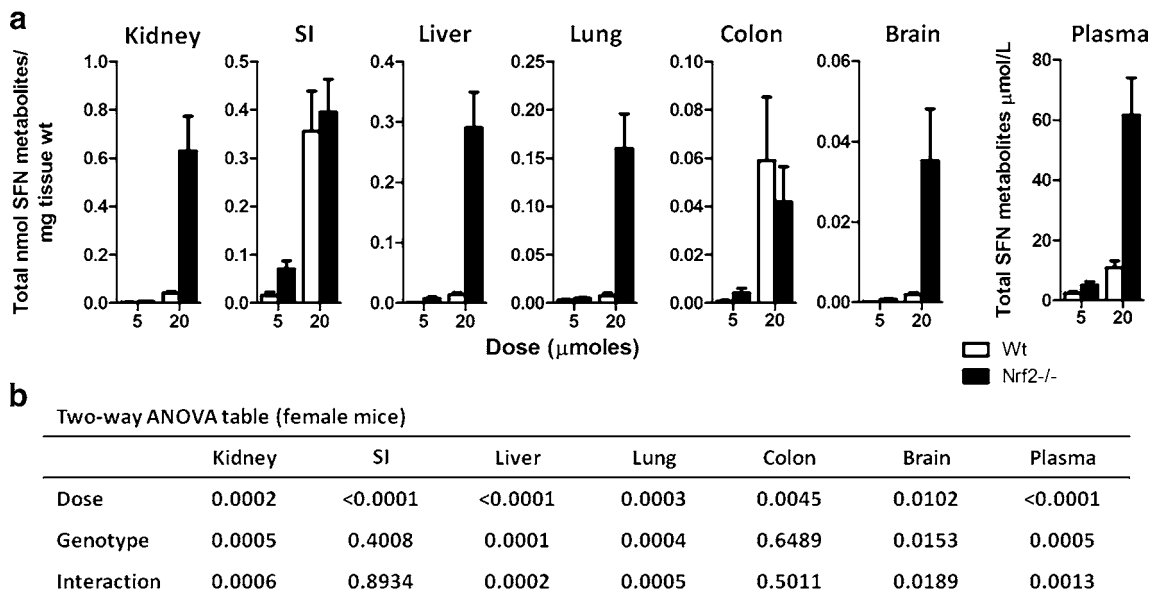 a
Kidney SI Liver Lung Colon Brain Plasma
Total nmol SFN metabolites/
mg tissue wt
1.0 0.8 0.6 0.4 0.2 0.0
5 20
0.5 0.4 0.3 0.2 0.1 0.0
5 20
0.4 0.3 0.2 0.1 0.0
5 20
0.25 0.20 0.15 0.10 0.05 0.00
5 20
0.10 0.08 0.06 0.04 0.02 0.00
5 20
0.06 0.04 0.02 0.00
5 20
Total SFN metabolites μmol/L
80 60 40 20 0
5 20
Dose (μmoles)
Wt
Nrf2-/-
b
Two-way ANOVA table (female mice)
Kidney SI Liver Lung Colon Brain Plasma
Dose 0.0002 <0.0001 <0.0001 0.0003 0.0045 0.0102 <0.0001
Genotype 0.0005 0.4008 0.0001 0.0004 0.6489 0.0153 0.0005
Interaction 0.0006 0.8934 0.0002 0.0005 0.5011 0.0189 0.0013